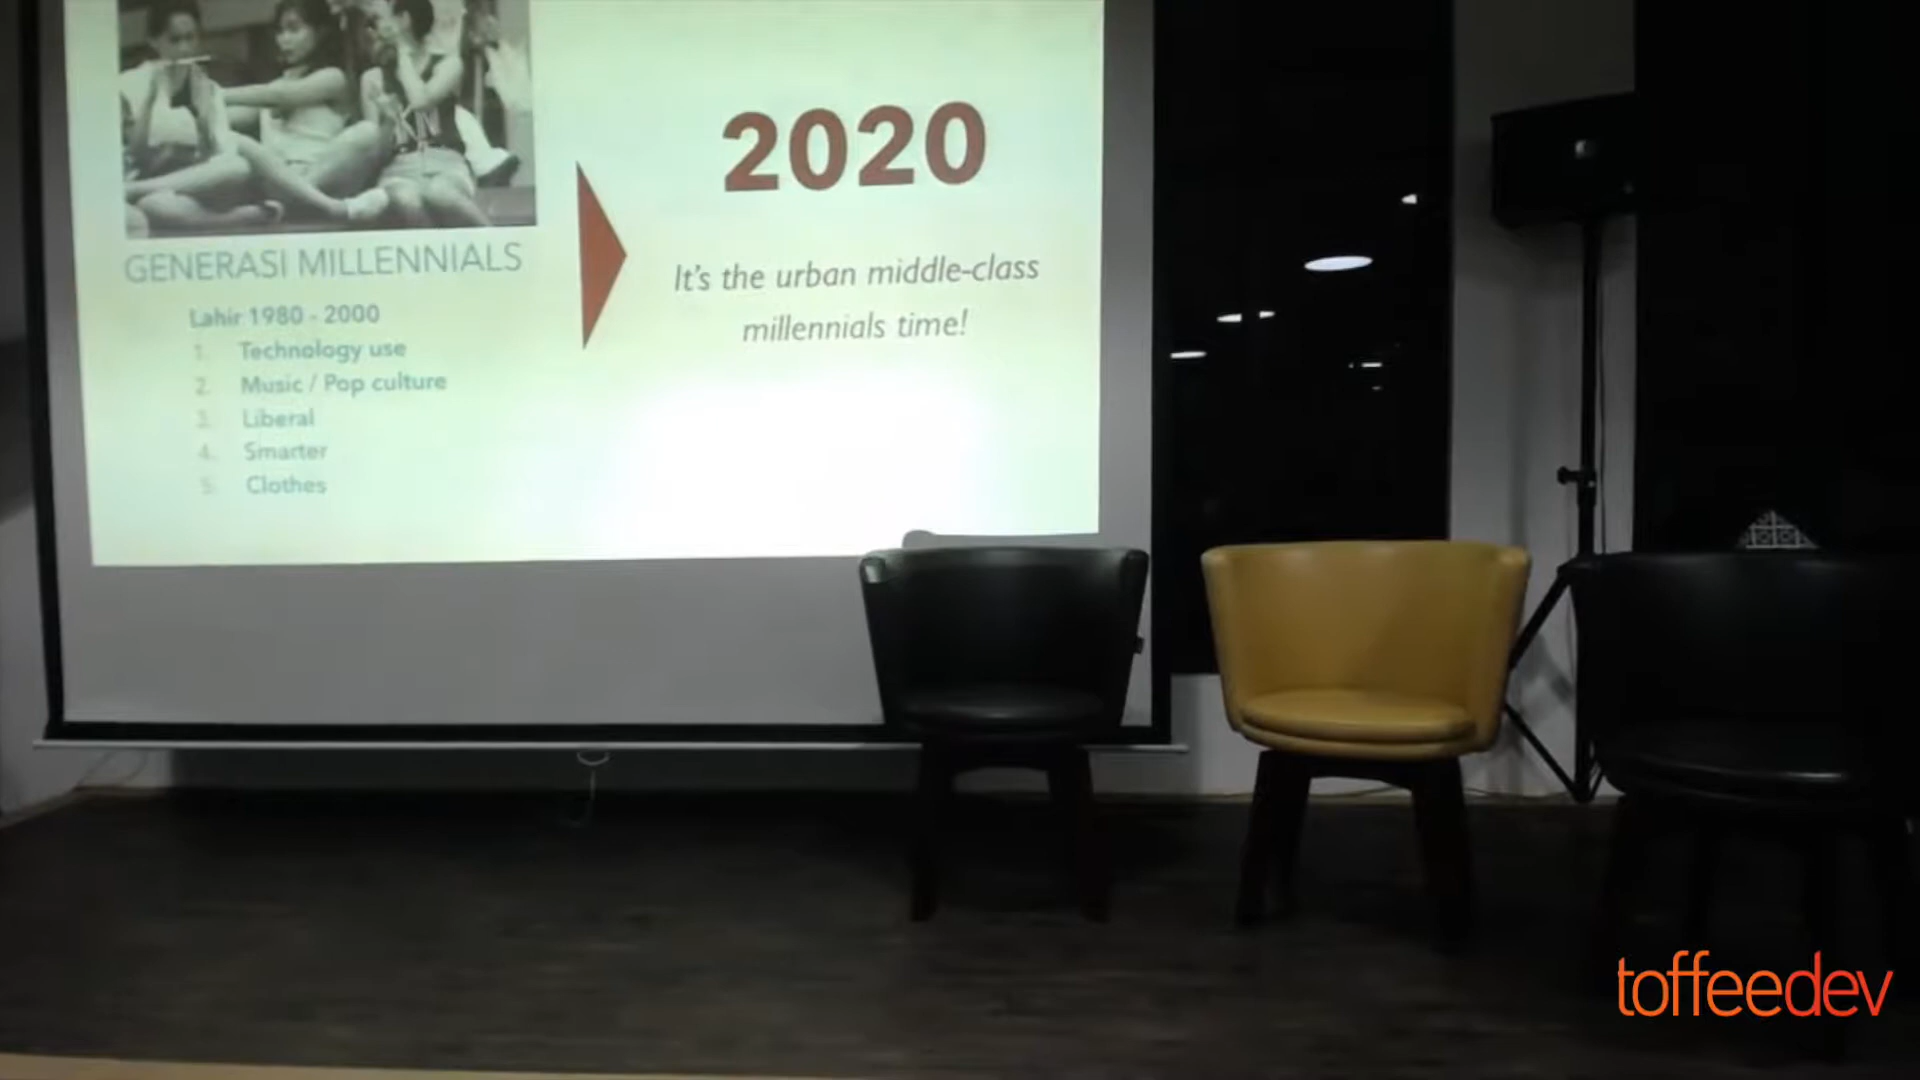 GENERASI MILLENNIALS
Lahir 1980 - 2000
1. Technology use
2. Music / Pop culture
3. Liberal
4. Smarter
5. Clothes
2020
It's the urban middle-class
millennials time!
toffeedev